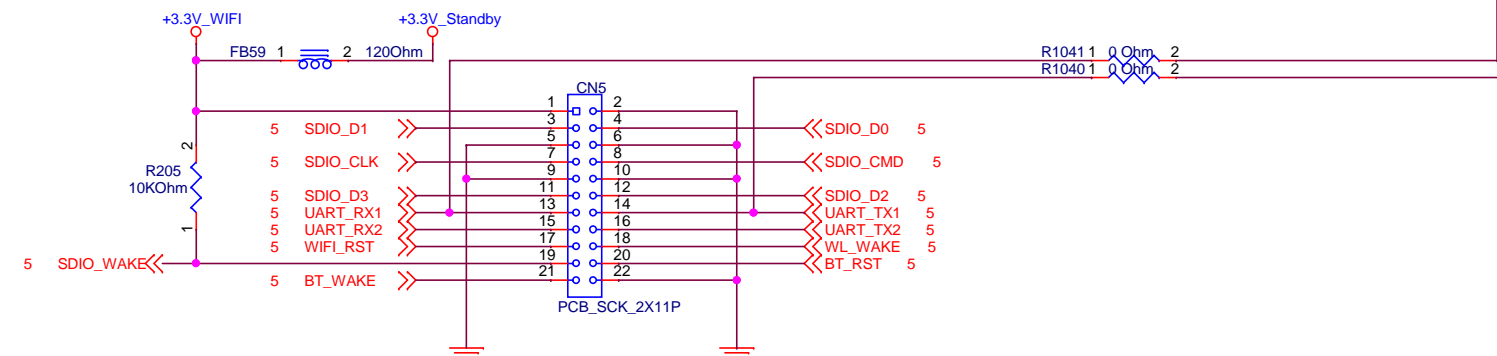 +3.3V_WIFI +3.3V_Standby
FB59 1 2 120Ohm R1041 1 0 Ohm 2
R1040 1 0 Ohm 2
CN5
1 2
5 SDIO_D1 3 4 SDIO_D0 5
5 6
2 5 SDIO_CLK 7 8 SDIO_CMD 5
R205 9 10
10KOhm 5 SDIO_D3 11 12 SDIO_D2 5
5 UART_RX1 13 14 UART_TX1 5
1 5 UART_RX2 15 16 UART_TX2 5
5 WIFI_RST 17 18 WL_WAKE 5
5 SDIO_WAKE 19 20 BT_RST 5
5 BT_WAKE 21 22
PCB_SCK_2X11P